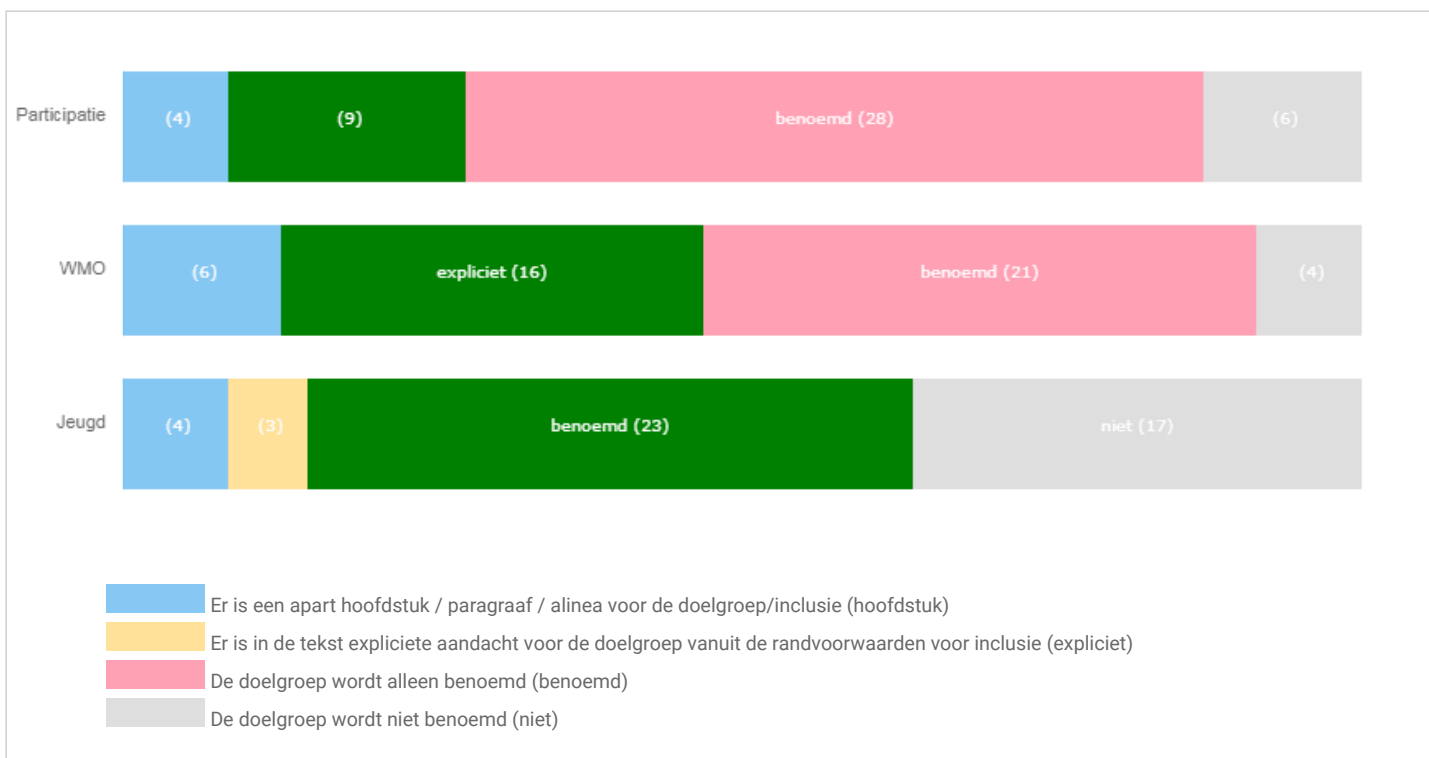 Participatie
(4)
(9)
benoemd (28)
(6)
WMO
(6)
expliciet (16)
benoemd (21)
(4)
Jeugd
(4)
(3)
benoemd (23)
niet (17)
Er is een apart hoofdstuk / paragraaf / alinea voor de doelgroep/inclusie (hoofdstuk)
Er is in de tekst expliciete aandacht voor de doelgroep vanuit de randvoorwaarden voor inclusie (expliciet)
De doelgroep wordt alleen benoemd (benoemd)
De doelgroep wordt niet benoemd (niet)